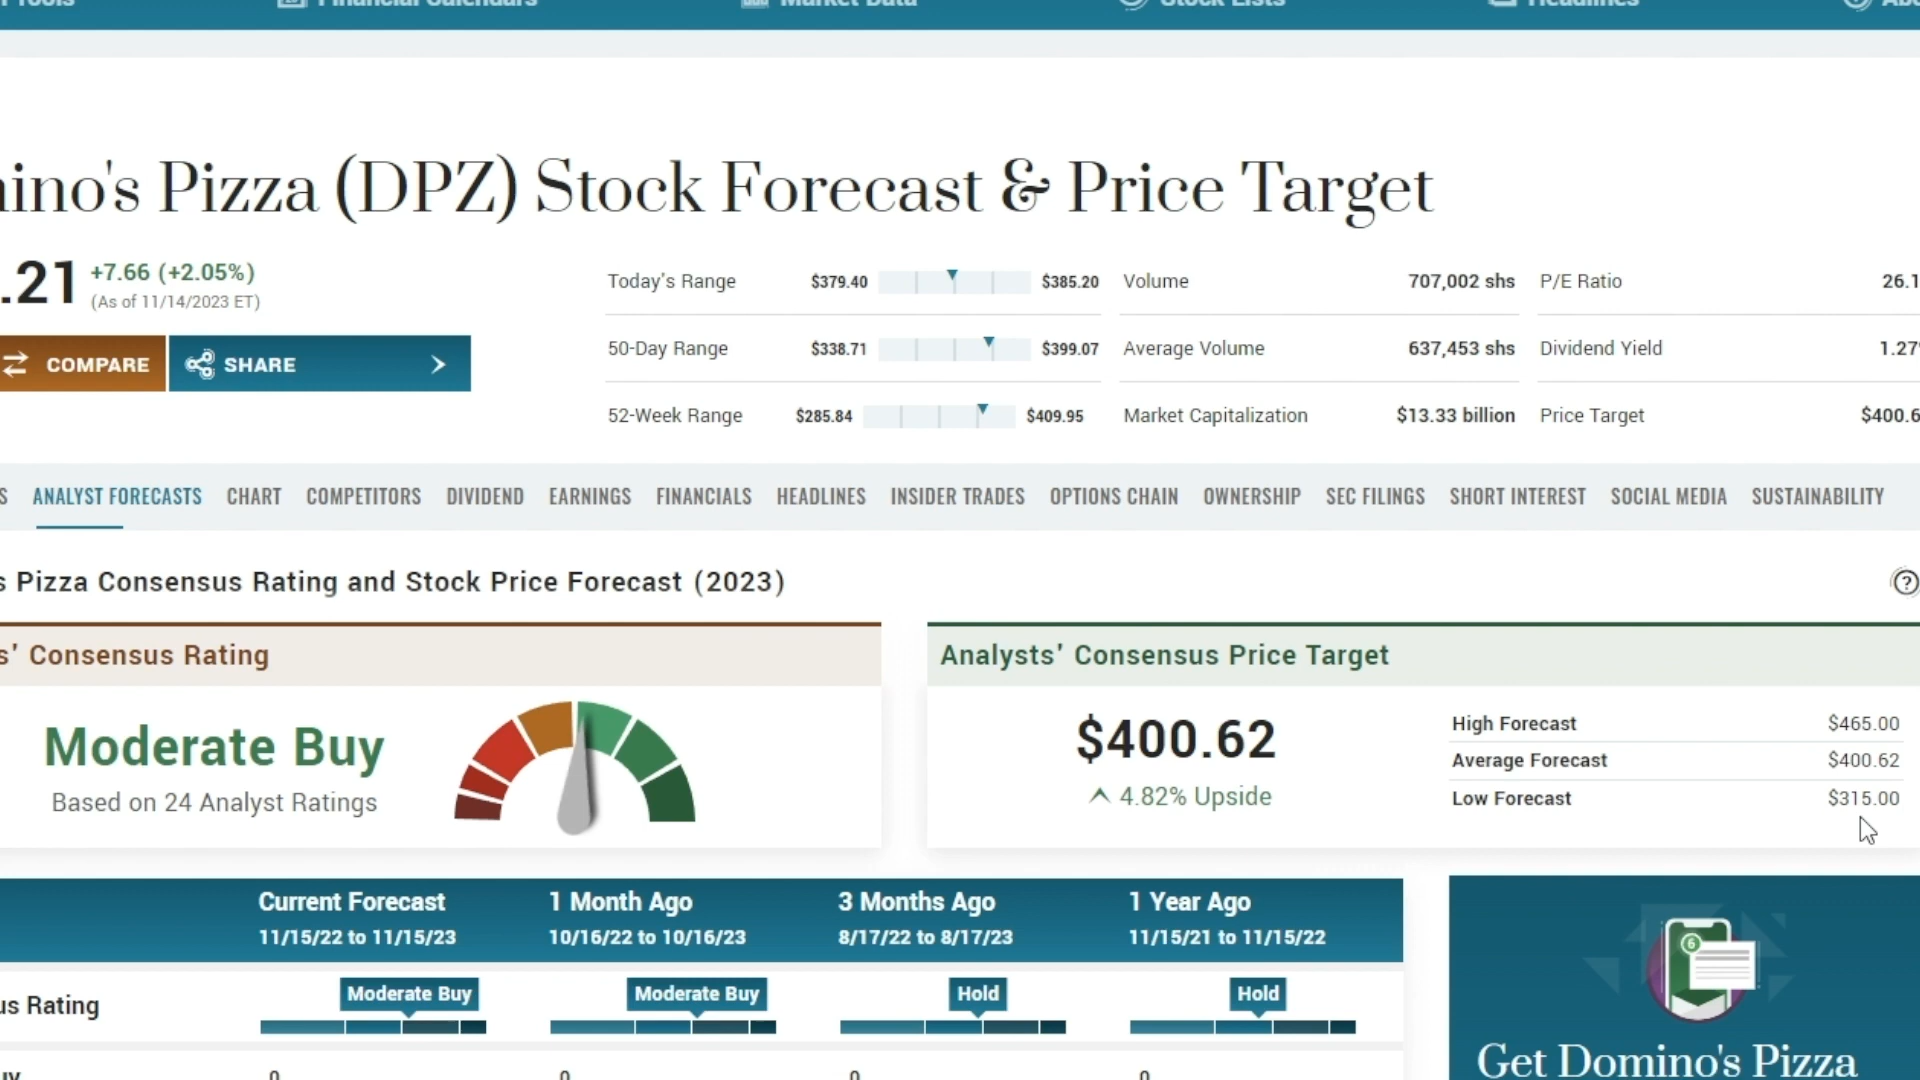 Tools Financial Calendars Market Data Stock Lists Headlines
Pizza (DPZ) Stock Forecast & Price Target
.21 +7.66 (+2.05%)
(As of 11/14/2023 ET)
COMPARE SHARE
Today's Range $379.40 $385.20 Volume 707,002 shs P/E Ratio 26.1
50-Day Range $338.71 $399.07 Average Volume 637,453 shs Dividend Yield 1.27
52-Week Range $285.84 $409.95 Market Capitalization $13.33 billion Price Target $400.6
S ANALYST FORECASTS CHART COMPETITORS DIVIDEND EARNINGS FINANCIALS HEADLINES INSIDER TRADES OPTIONS CHAIN OWNERSHIP SEC FILINGS SHORT INTEREST SOCIAL MEDIA SUSTAINABILITY
s Pizza Consensus Rating and Stock Price Forecast (2023)
s' Consensus Rating
Moderate Buy
Based on 24 Analyst Ratings
Analysts' Consensus Price Target
$400.62
4.82% Upside
High Forecast $465.00
Average Forecast $400.62
Low Forecast $315.00
Current Forecast 1 Month Ago 3 Months Ago 1 Year Ago
11/15/22 to 11/15/23 10/16/22 to 10/16/23 8/17/22 to 8/17/23 11/15/21 to 11/15/22
us Rating Moderate Buy Moderate Buy Hold Hold
6
Get Domino's Pizza